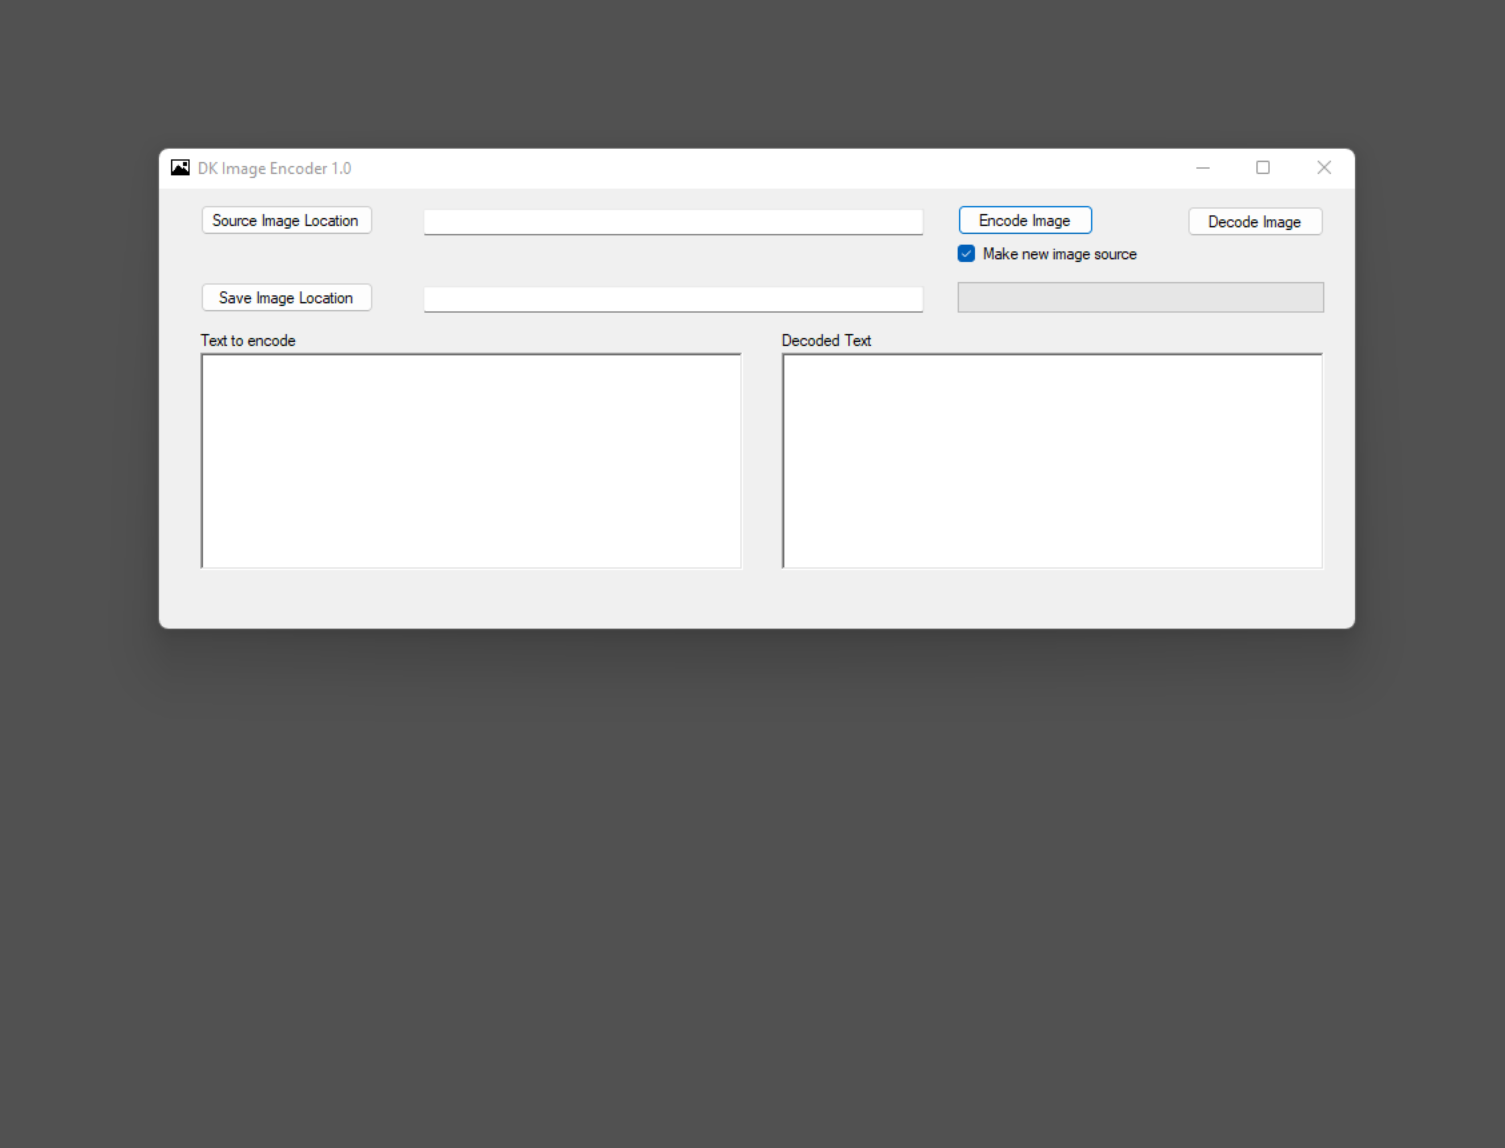 DK Image Encoder 1.0
Source Image Location
Encode Image
Decode Image
Make new image source
Save Image Location
Text to encode
Decoded Text